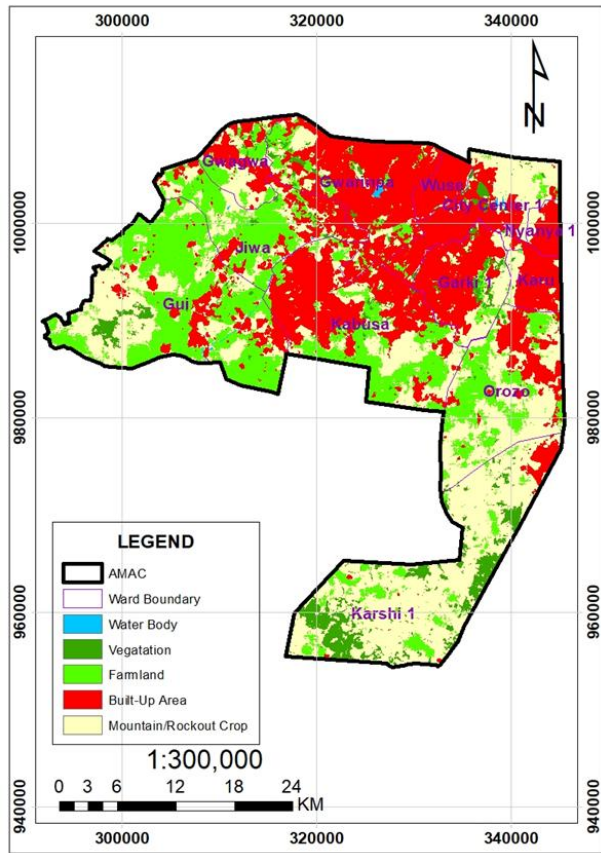 300000 320000 340000
N
Gwagwa
Gwarinpa
Wuse
City Center 1
1000000 1000000
Nyanya 1
Jiwa
Garki 1
Karu
Gui
Kabusa
Orozo
980000 980000
LEGEND
AMAC
Ward Boundary
Water Body
Vegatation
Farmland
Built-Up Area
Mountain/Rockout Crop
960000 960000
Karshi 1
1:300,000
0 3 6 12 18 24
KM
940000 940000
300000 320000 340000